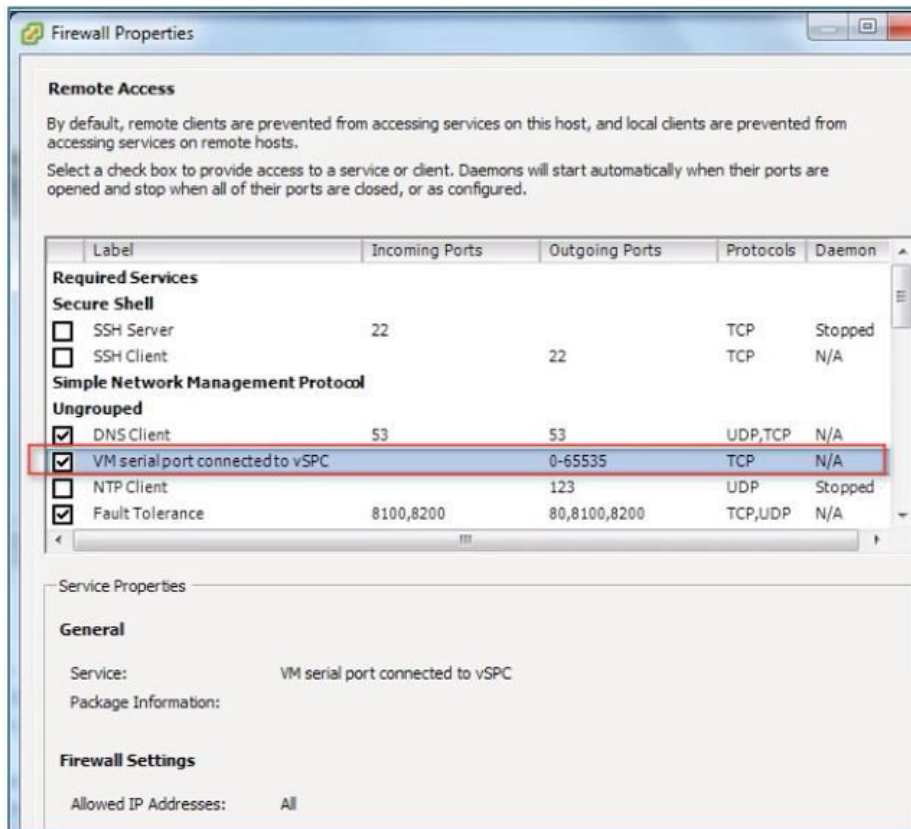 Firewall Properties
Remote Access
By default, remote clients are prevented from accessing services on this host, and local clients are prevented from
accessing services on remote hosts.
Select a check box to provide access to a service or client. Daemons will start automatically when their ports are
opened and stop when all of their ports are closed, or as configured.
Label Incoming Ports Outgoing Ports Protocols Daemon
Required Services
Secure Shell
SSH Server 22 TCP Stopped
SSH Client 22 TCP N/A
Simple Network Management Protocol
Ungrouped
DNS Client 53 53 UDP,TCP N/A
VM serial port connected to vSPC 0-65535 TCP N/A
NTP Client 123 UDP Stopped
Fault Tolerance 8100,8200 80,8100,8200 TCP,UDP N/A
Service Properties
General
Service: VM serial port connected to vSPC
Package Information:
Firewall Settings
Allowed IP Addresses: All